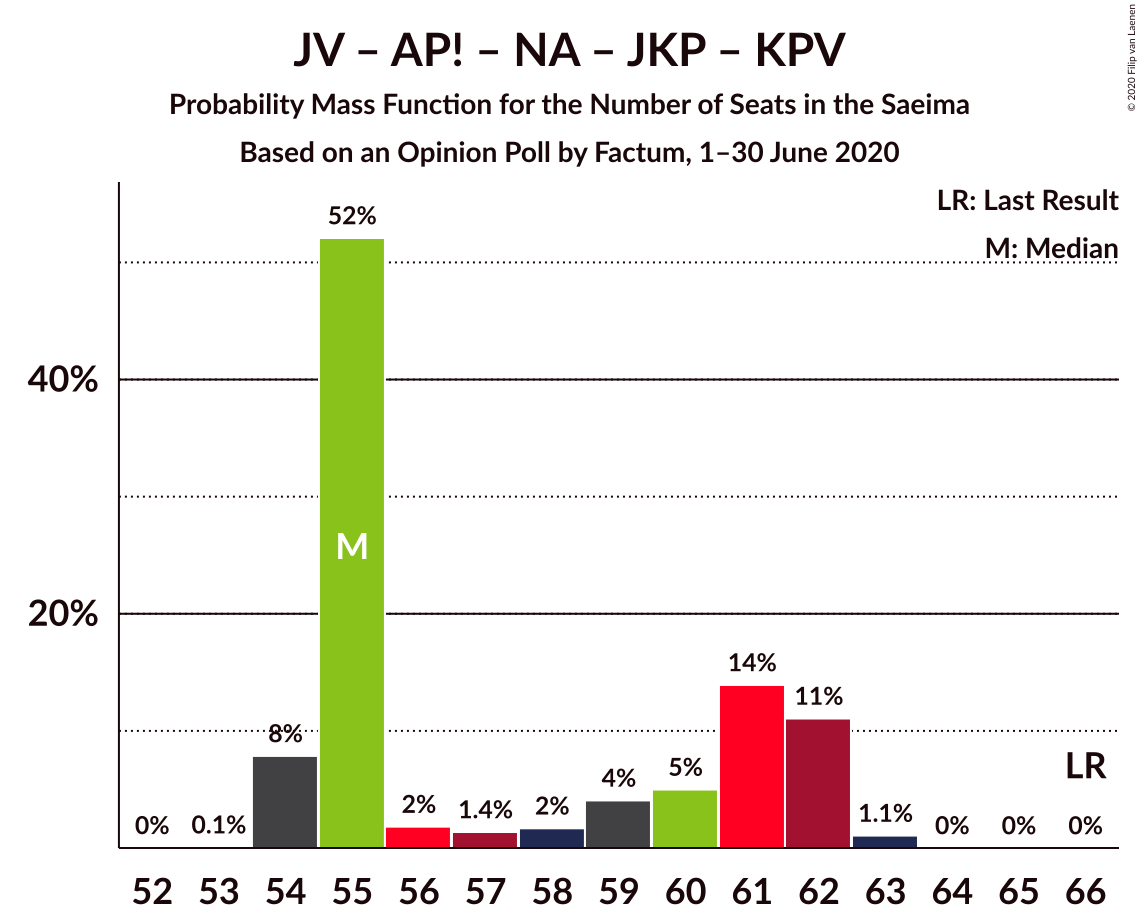 JV – AP! – NA – JKP – KPV
Probability Mass Function for the Number of Seats in the Saeima
Based on an Opinion Poll by Factum, 1–30 June 2020
© 2020 Filip van Laenen
LR: Last Result
M: Median
40%
20%
0% 0.1% 8% 52% 2% 1.4% 2% 4% 5% 14% 11% 1.1% 0% 0% 0%
M
LR
52 53 54 55 56 57 58 59 60 61 62 63 64 65 66